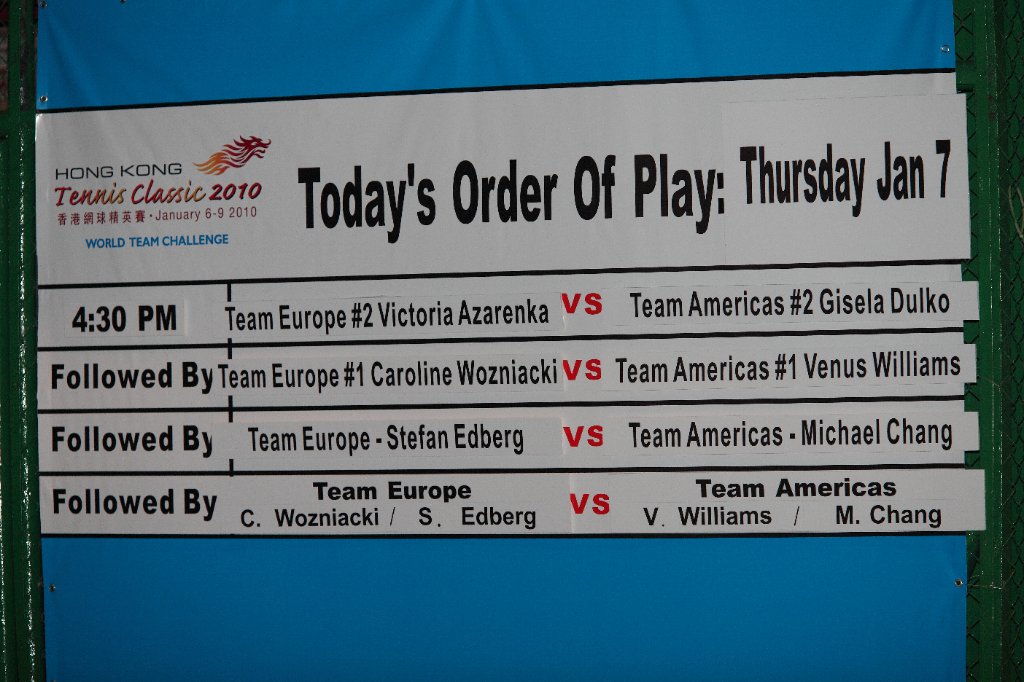 HONG KONG
Tennis Classic 2010
香港網球精英賽・January 6-9 2010
WORLD TEAM CHALLENGE
Today's Order Of Play: Thursday Jan 7
4:30 PM Team Europe #2 Victoria Azarenka VS Team Americas #2 Gisela Dulko
Followed By Team Europe #1 Caroline Wozniacki VS Team Americas #1 Venus Williams
Followed By Team Europe - Stefan Edberg VS Team Americas - Michael Chang
Followed By Team Europe VS Team Americas
C. Wozniacki / S. Edberg V. Williams / M. Chang